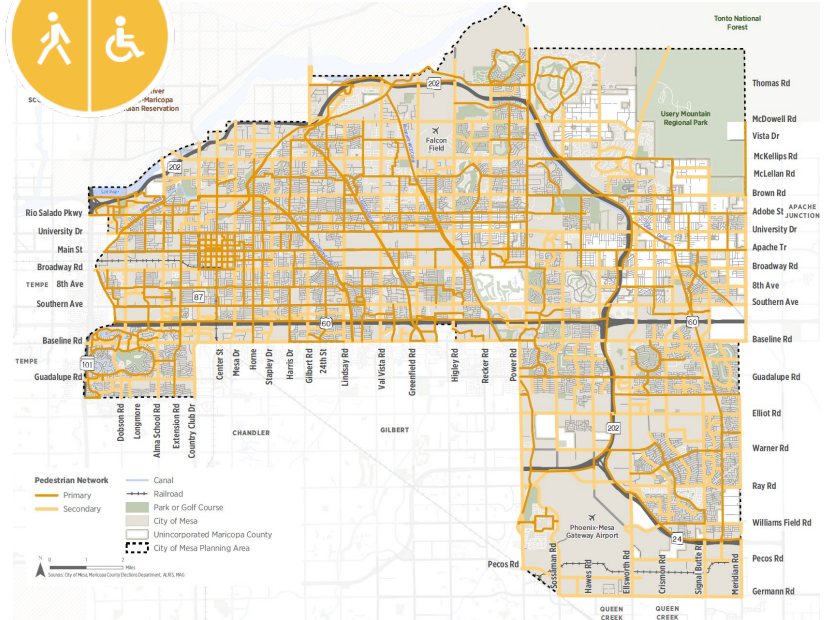 Tonto National
Forest
Thomas Rd
202
McDowell Rd
Usery Mountain
Regional Park
Vista Dr
Falcon
Field
McKellips Rd
202
McLellan Rd
Brown Rd
Rio Salado Pkwy
Adobe St
APACHE
JUNCTION
University Dr
University Dr
Main St
Apache Tr
Broadway Rd
Broadway Rd
TEMPE
8th Ave
8th Ave
87
Southern Ave
Southern Ave
60
60
Baseline Rd
Baseline Rd
TEMPE
101
Guadalupe Rd
Guadalupe Rd
Center St
Mesa Dr
Horne
Stapley Dr
Harris Dr
Gilbert Rd
24th St
Lindsay Rd
Val Vista Rd
Greenfield Rd
Higley Rd
Recker Rd
Power Rd
Dobson Rd
Longmore
Alma School Rd
Extension Rd
Country Club Dr
Elliot Rd
CHANDLER
GILBERT
202
Warner Rd
Ray Rd
Williams Field Rd
Phoenix-Mesa
Gateway Airport
24
Pecos Rd
Pecos Rd
Sossaman Rd
Hawes Rd
Ellsworth Rd
Crismon Rd
Signal Butte Rd
Meridian Rd
Germann Rd
QUEEN
CREEK
QUEEN
CREEK
Pedestrian Network
Primary
Secondary
Canal
Railroad
Park or Golf Course
City of Mesa
Unincorporated Maricopa County
City of Mesa Planning Area
N
0 1 2
Miles
Source: City of Mesa, Maricopa County Elections Department, ALRIS, MAG